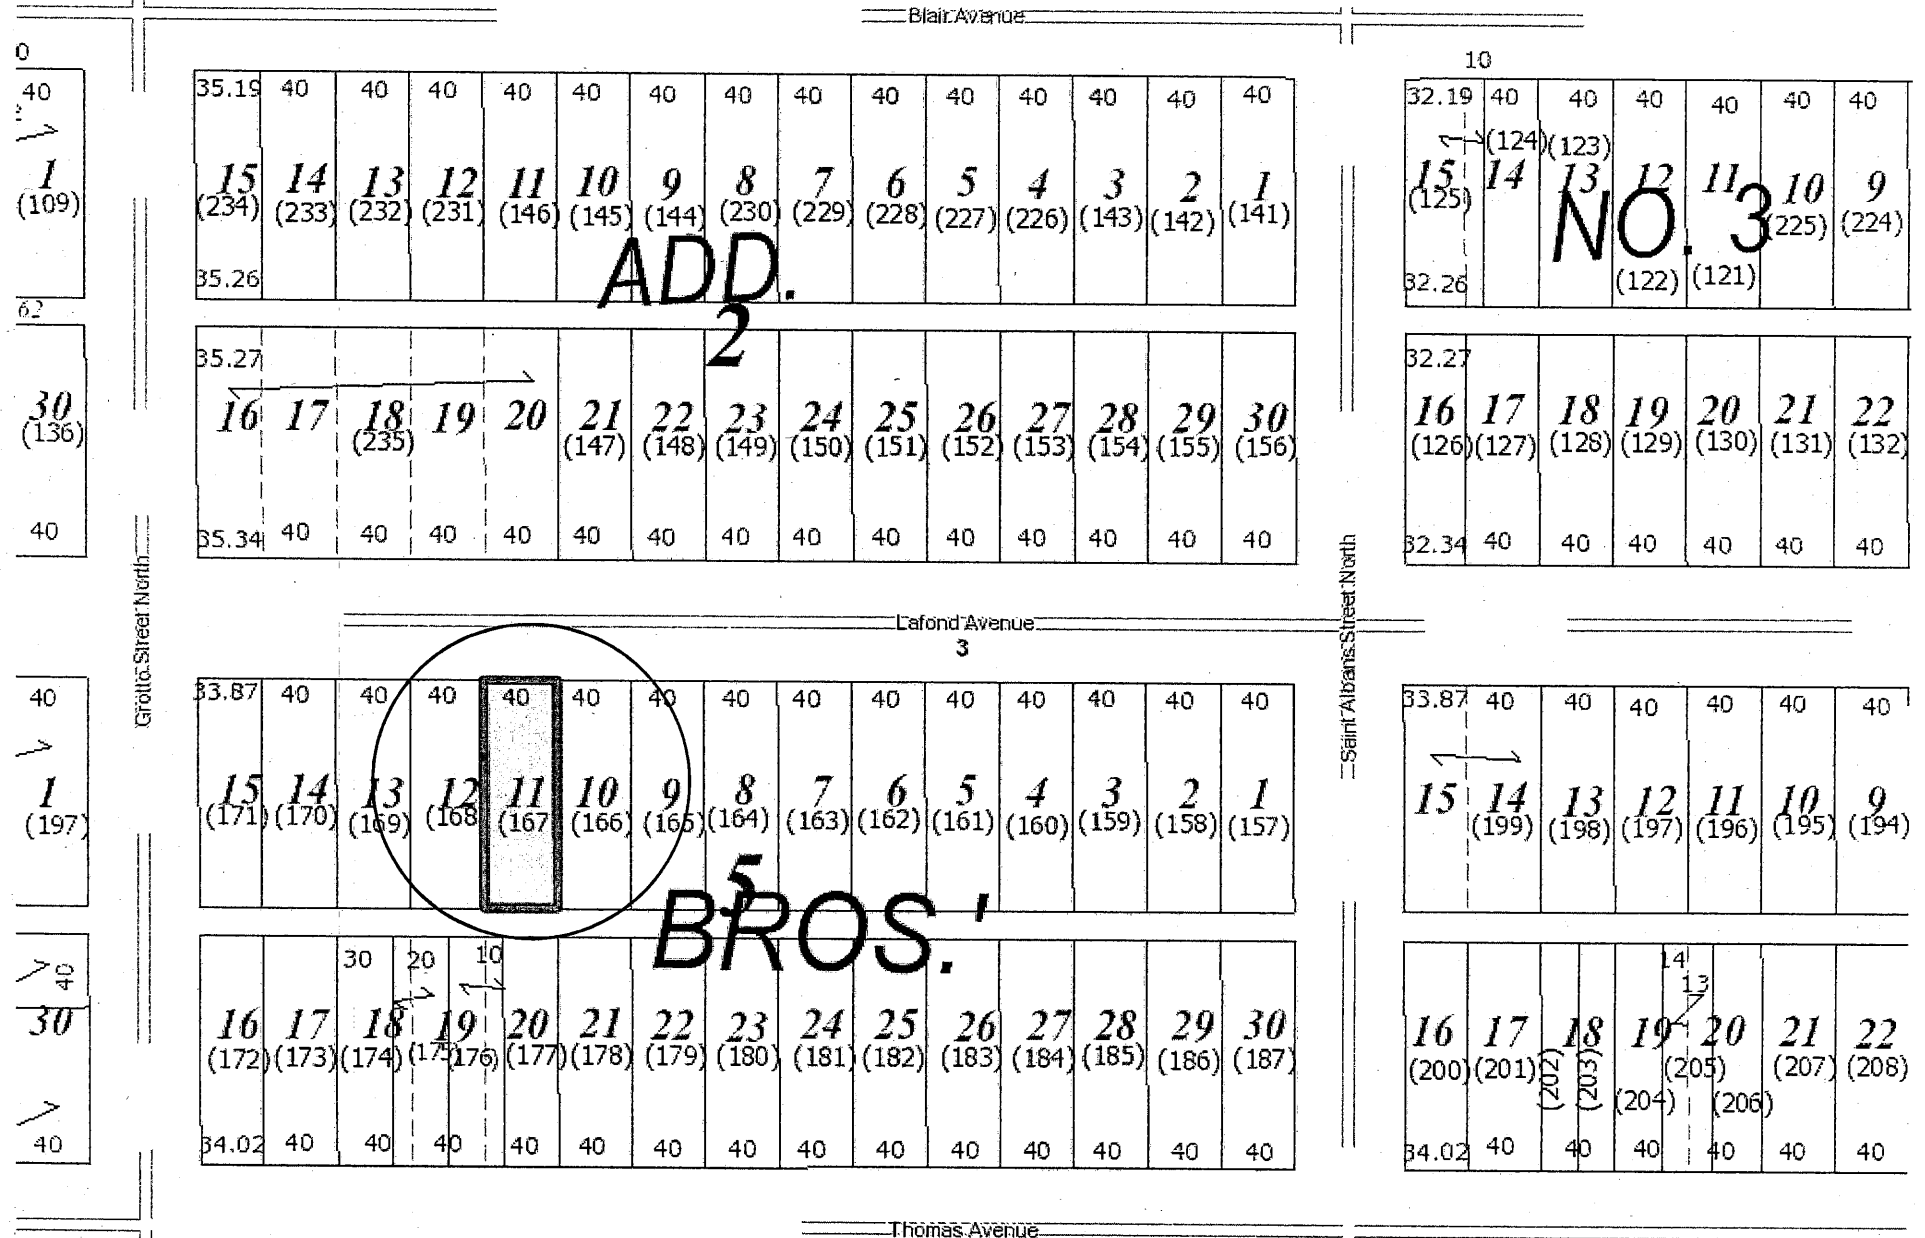 Blair Avenue
0
10
40
35.19 40 40 40 40 40 40 40 40 40 40 40 40 40 40
32.19 40 40 40 40 40 40
(124) (123)
1
15 14 13 12 11 10 9 8 7 6 5 4 3 2 1
15 14 13 12 11 10 9
(109)
(234) (233) (232) (231) (146) (145) (144) (230) (229) (228) (227) (226) (143) (142) (141)
(125) (225) (224)
ADD.
NO. 3
35.26
32.26 (122) (121)
62
2
35.27
32.27
30
16 17 18 19 20 21 22 23 24 25 26 27 28 29 30
16 17 18 19 20 21 22
(136)
(235) (147) (148) (149) (150) (151) (152) (153) (154) (155) (156)
(126) (127) (128) (129) (130) (131) (132)
40
35.34 40 40 40 40 40 40 40 40 40 40 40 40 40 40
32.34 40 40 40 40 40 40
Grotto Street North
Saint Albans Street North
Lafond Avenue
3
40
33.87 40 40 40 40 40 40 40 40 40 40 40 40 40 40
33.87 40 40 40 40 40 40
1
15 14 13 12 11 10 9 8 7 6 5 4 3 2 1
15 14 13 12 11 10 9
(197)
(171) (170) (169) (168) (167) (166) (165) (164) (163) (162) (161) (160) (159) (158) (157)
(199) (198) (197) (196) (195) (194)
5
BROS.'
40
30 20 10
14
13
30
16 17 18 19 20 21 22 23 24 25 26 27 28 29 30
16 17 18 19 20 21 22
(172) (173) (174) (175) (176) (177) (178) (179) (180) (181) (182) (183) (184) (185) (186) (187)
(200) (201) (202) (203) (204) (205) (206) (207) (208)
40
34.02 40 40 40 40 40 40 40 40 40 40 40 40 40 40
34.02 40 40 40 40 40 40
Thomas Avenue